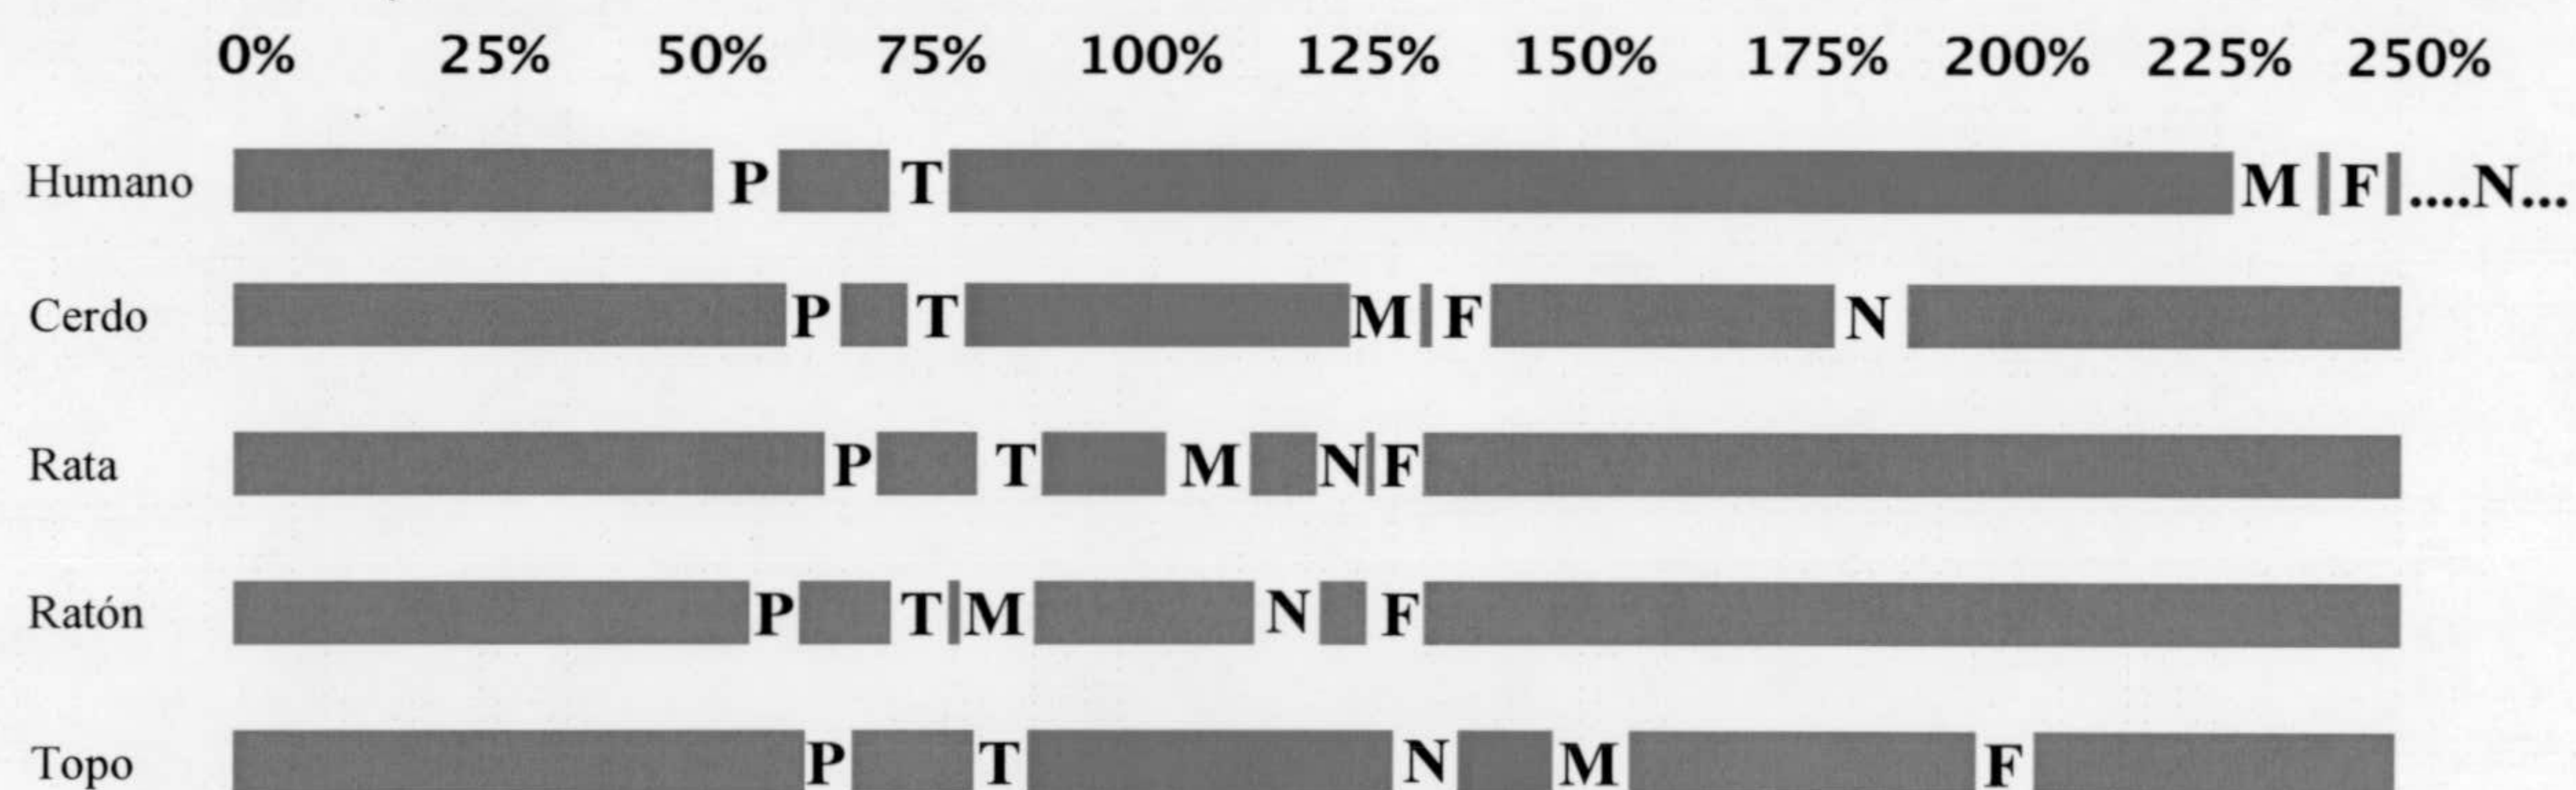 0% 25% 50% 75% 100% 125% 150% 175% 200% 225% 250%
Humano P T M F ....N...
Cerdo P T M F N
Rata P T M N F
Ratón P T M N F
Topo P T N M F